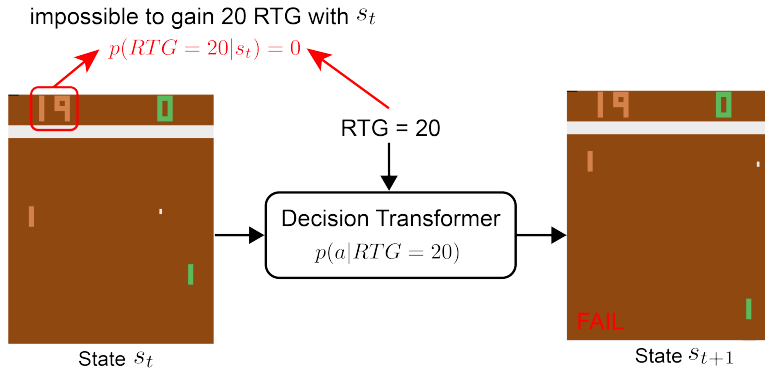 impossible to gain 20 RTG with $s_t$
$p(RTG = 20|s_t) = 0$
19 0
RTG = 20
Decision Transformer
$p(a|RTG = 20)$
19 0
FAIL
State $s_t$
State $s_{t+1}$